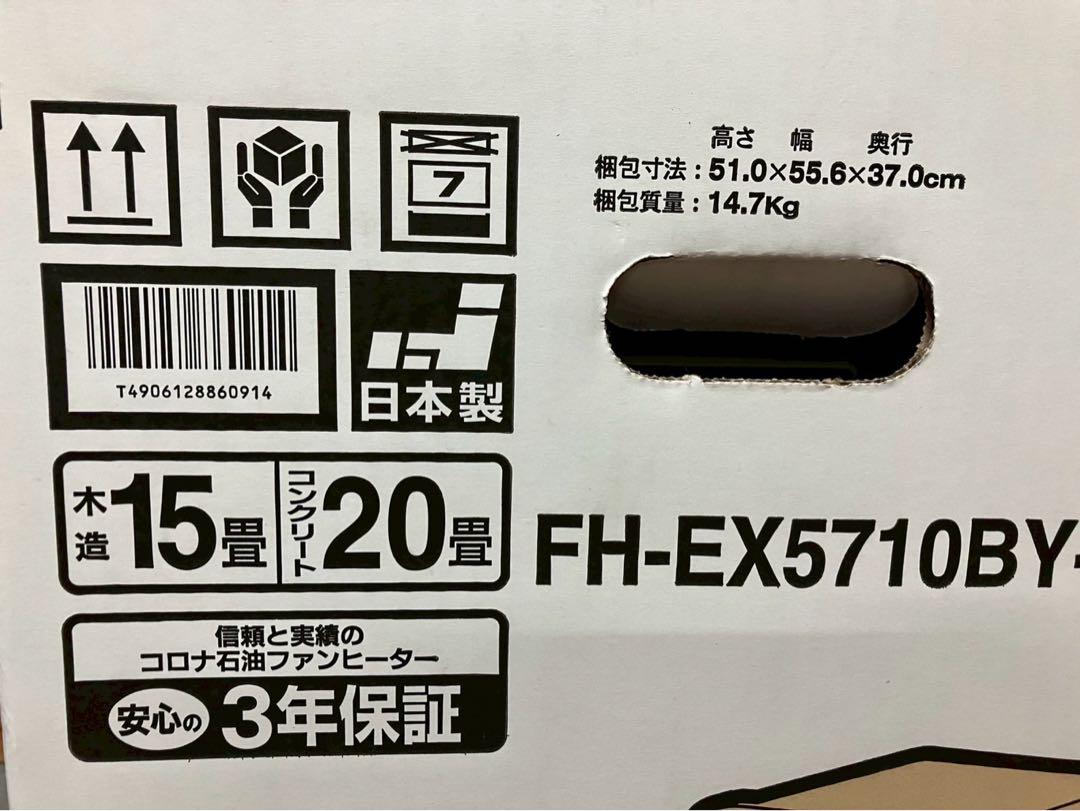 高さ 幅 奥行
梱包寸法：51.0×55.6×37.0cm
梱包質量：14.7Kg
7
T4906128860914
日本製
木造15畳 コンクリート20畳
FH-EX5710BY-
信頼と実績の
コロナ石油ファンヒーター
安心の3年保証